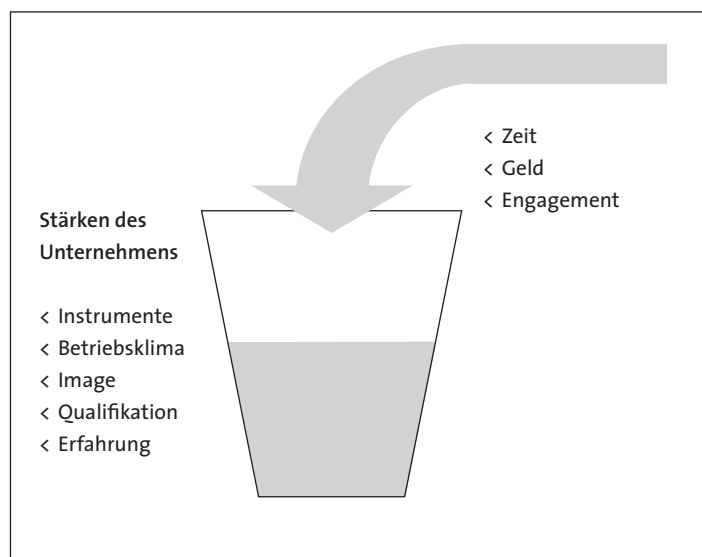 Stärken des
Unternehmens
< Instrumente
< Betriebsklima
< Image
< Qualifikation
< Erfahrung
< Zeit
< Geld
< Engagement